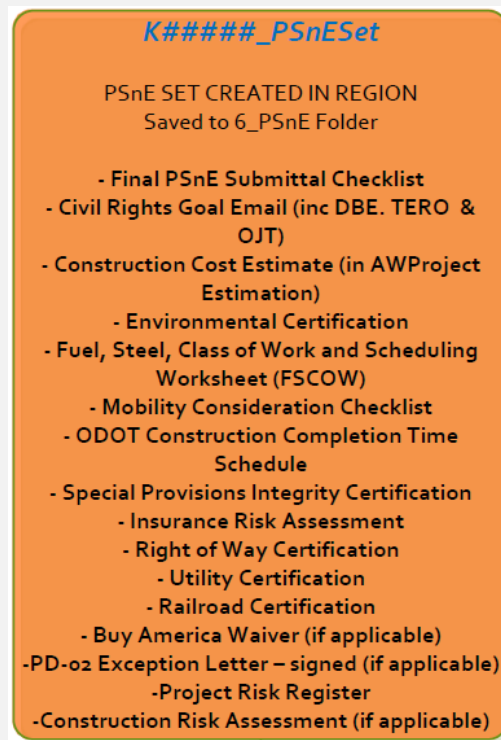 K#####_PSnESet
PSnE SET CREATED IN REGION
Saved to 6_PSnE Folder
- Final PSnE Submittal Checklist
- Civil Rights Goal Email (inc DBE. TERO &
OJT)
- Construction Cost Estimate (in AWProject
Estimation)
- Environmental Certification
- Fuel, Steel, Class of Work and Scheduling
Worksheet (FSCOW)
- Mobility Consideration Checklist
- ODOT Construction Completion Time
Schedule
- Special Provisions Integrity Certification
- Insurance Risk Assessment
- Right of Way Certification
- Utility Certification
- Railroad Certification
- Buy America Waiver (if applicable)
-PD-02 Exception Letter – signed (if applicable)
-Project Risk Register
-Construction Risk Assessment (if applicable)